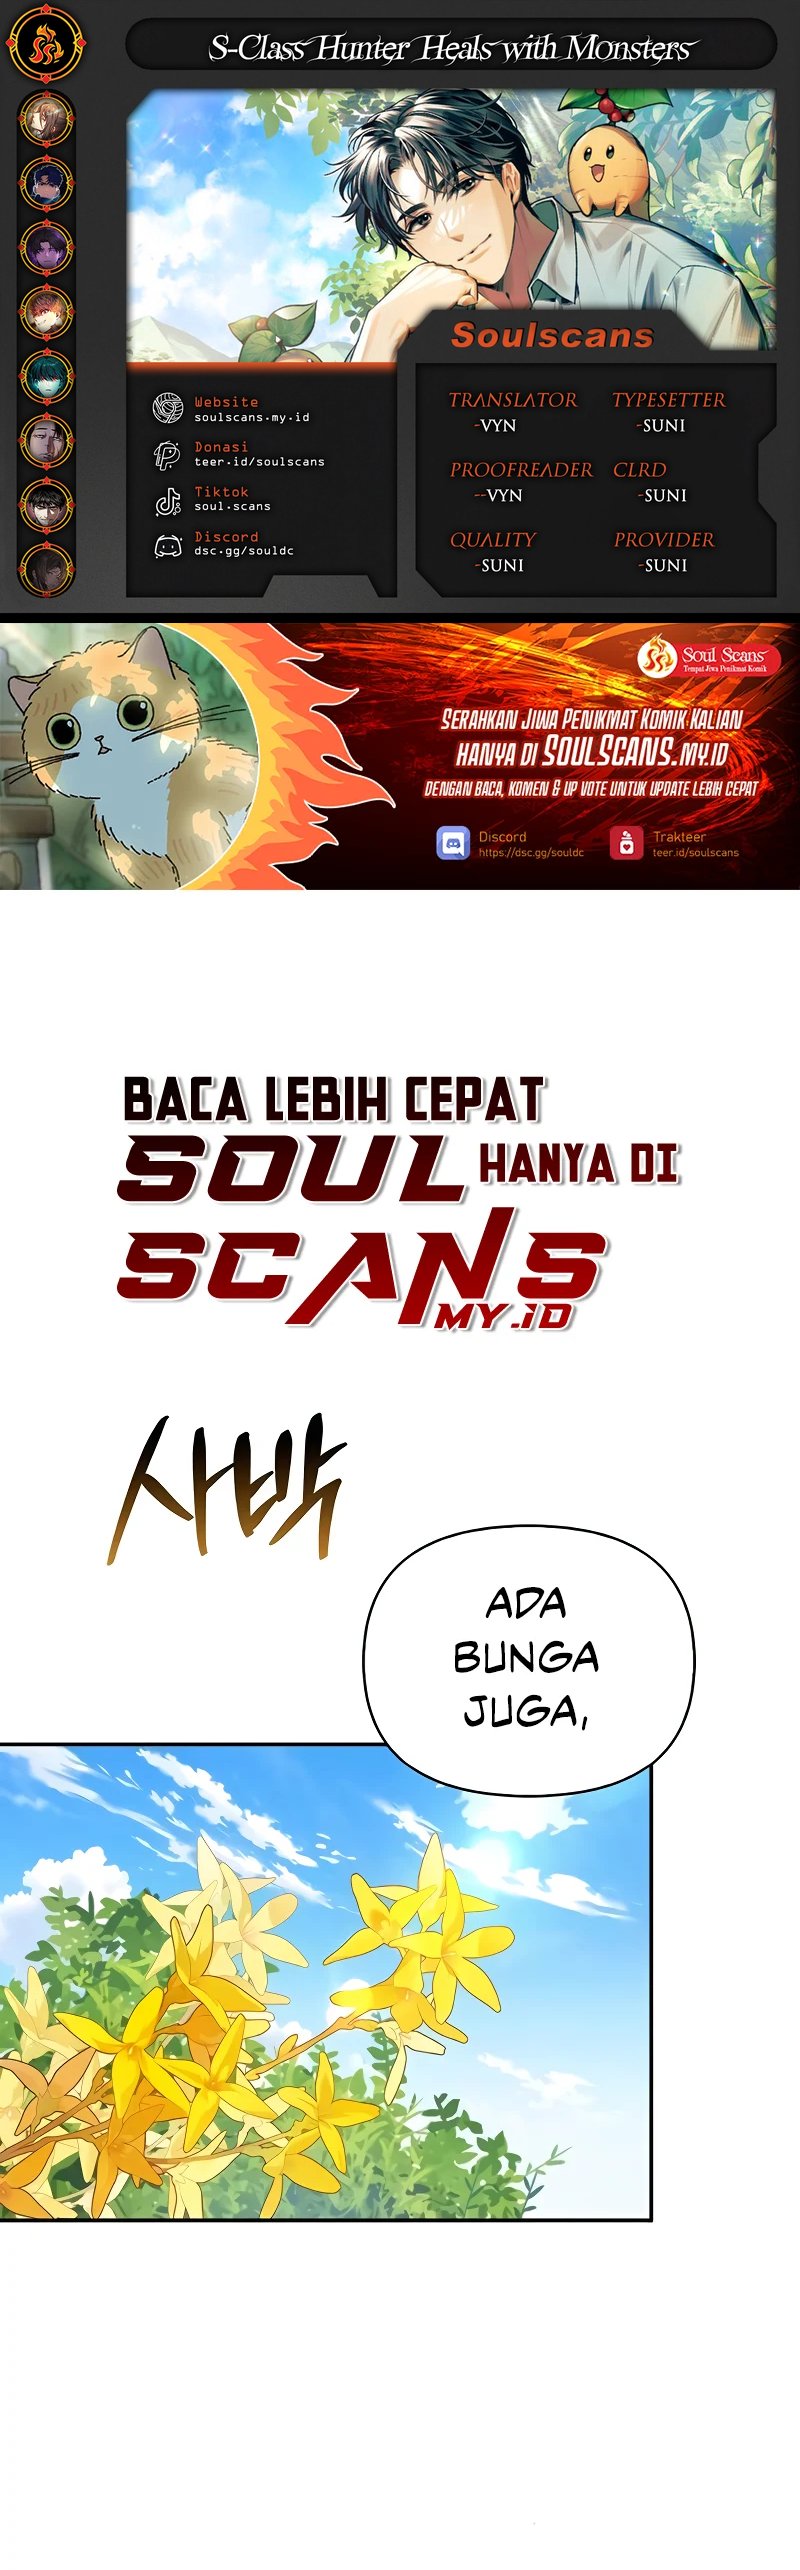 S-Class Hunter Heals with Monsters
Soulscans
Website
soulscans.my.id
Donasi
teer.id/soulscans
Tiktok
soul.scans
Discord
dsc.gg/souldc
TRANSLATOR
-VYN
TYPESETTER
-SUNI
PROOFREADER
--VYN
CLRD
-SUNI
QUALITY
-SUNI
PROVIDER
-SUNI
Soul Scans
Tempat Jiwa Penikmat Komik
SERAHKAN JIWA PENIKMAT KOMIK KALIAN
HANYA DI SOULSCANS.MY.ID
DENGAN BACA, KOMEN & UP VOTE UNTUK UPDATE LEBIH CEPAT
Discord
https://dsc.gg/souldc
Trakteer
teer.id/soulscans
BACA LEBIH CEPAT
SOUL HANYA DI
SCANS
MY.iD
사박
ADA
BUNGA
JUGA,